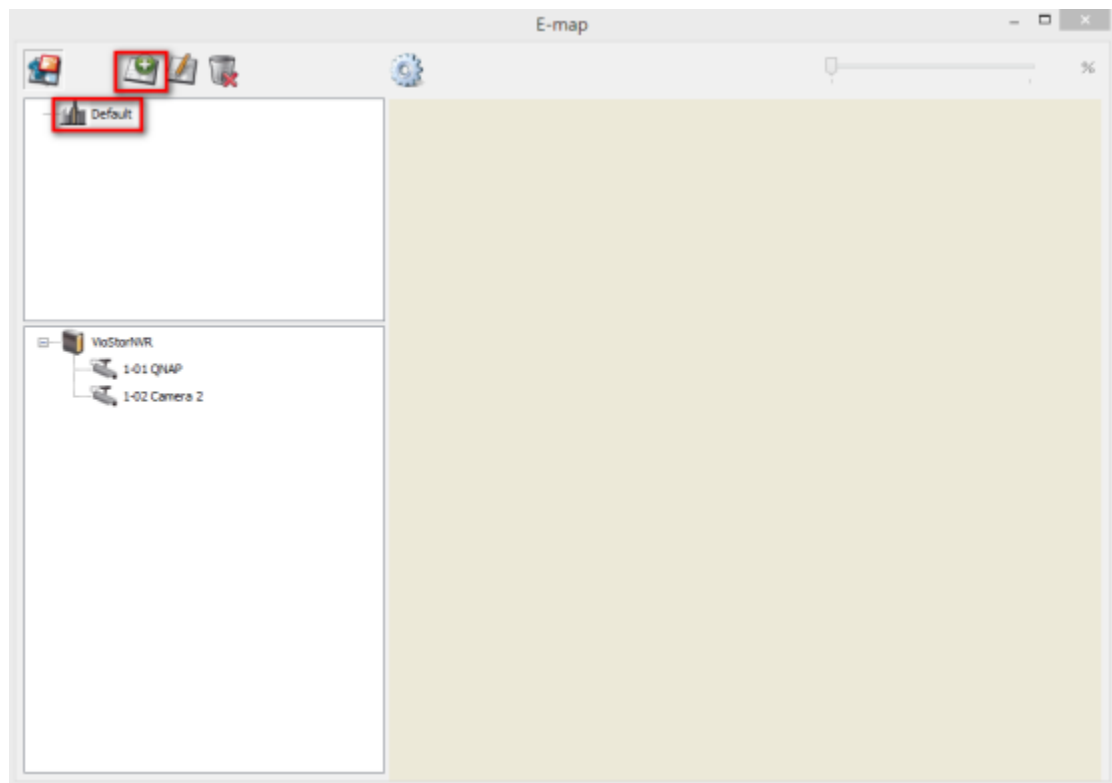 E-map
%
Default
VioStorNVR
1-01 QNAP
1-02 Camera 2